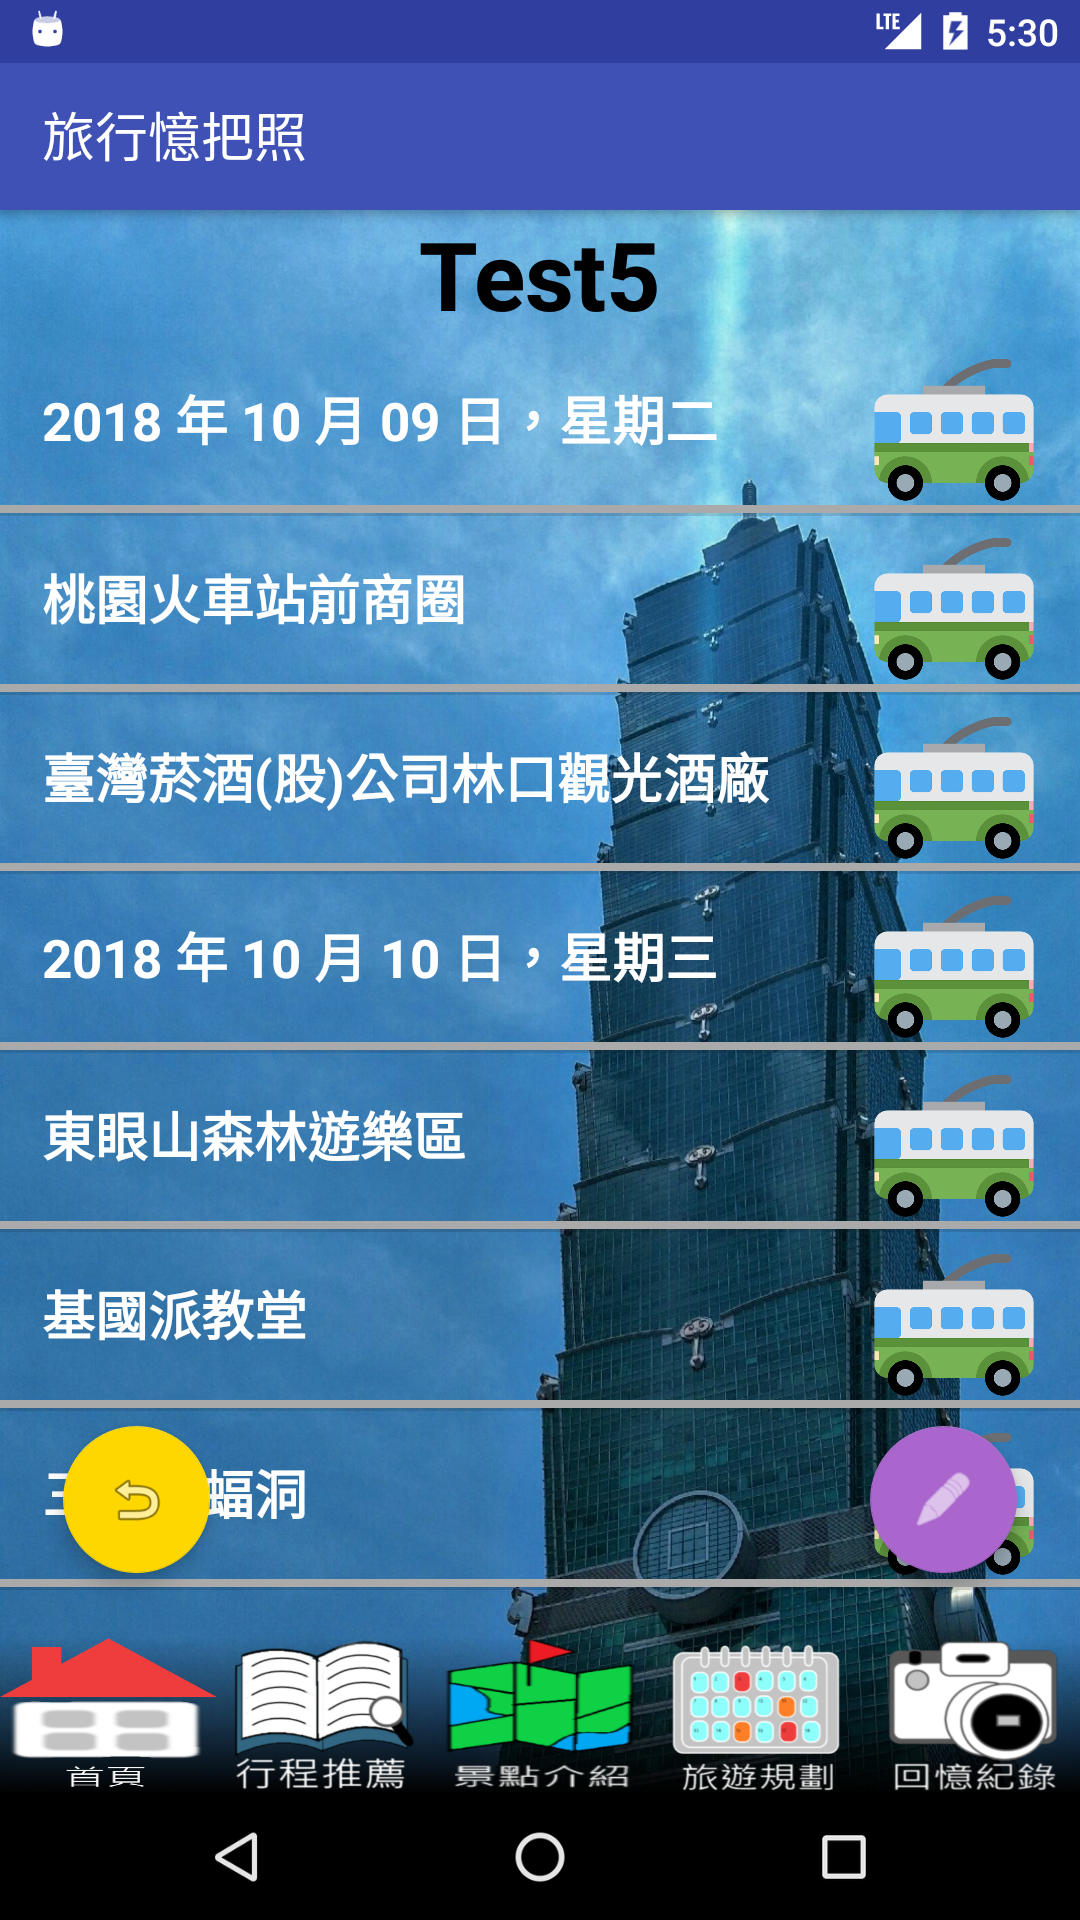 LTE 5:30
旅行憶把照
Test5
2018 年 10 月 09 日，星期二
桃園火車站前商圈
臺灣菸酒(股)公司林口觀光酒廠
2018 年 10 月 10 日，星期三
東眼山森林遊樂區
基國派教堂
蝠洞
首頁 行程推薦 景點介紹 旅遊規劃 回憶紀錄